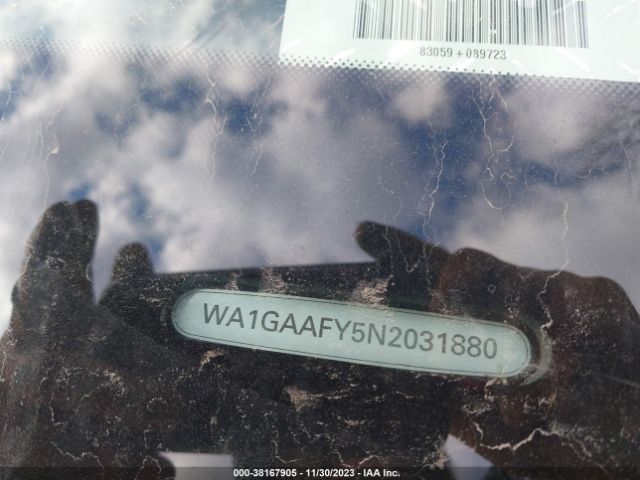 83059 + 089723
WA1GAAFY5N2031880
000-38167905 - 11/30/2023 - IAA Inc.